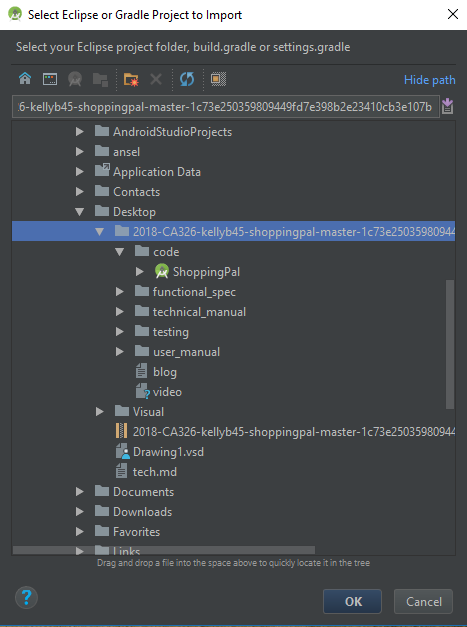 Select Eclipse or Gradle Project to Import
Select your Eclipse project folder, build.gradle or settings.gradle
Hide path
6-kellyb45-shoppingpal-master-1c73e250359809449fd7e398b2e23410cb3e107b
AndroidStudioProjects
ansel
Application Data
Contacts
Desktop
2018-CA326-kellyb45-shoppingpal-master-1c73e25035980944
code
ShoppingPal
functional_spec
technical_manual
testing
user_manual
blog
video
Visual
2018-CA326-kellyb45-shoppingpal-master-1c73e25035980944
Drawing1.vsd
tech.md
Documents
Downloads
Favorites
Links
Drag and drop a file into the space above to quickly locate it in the tree
?
OK
Cancel